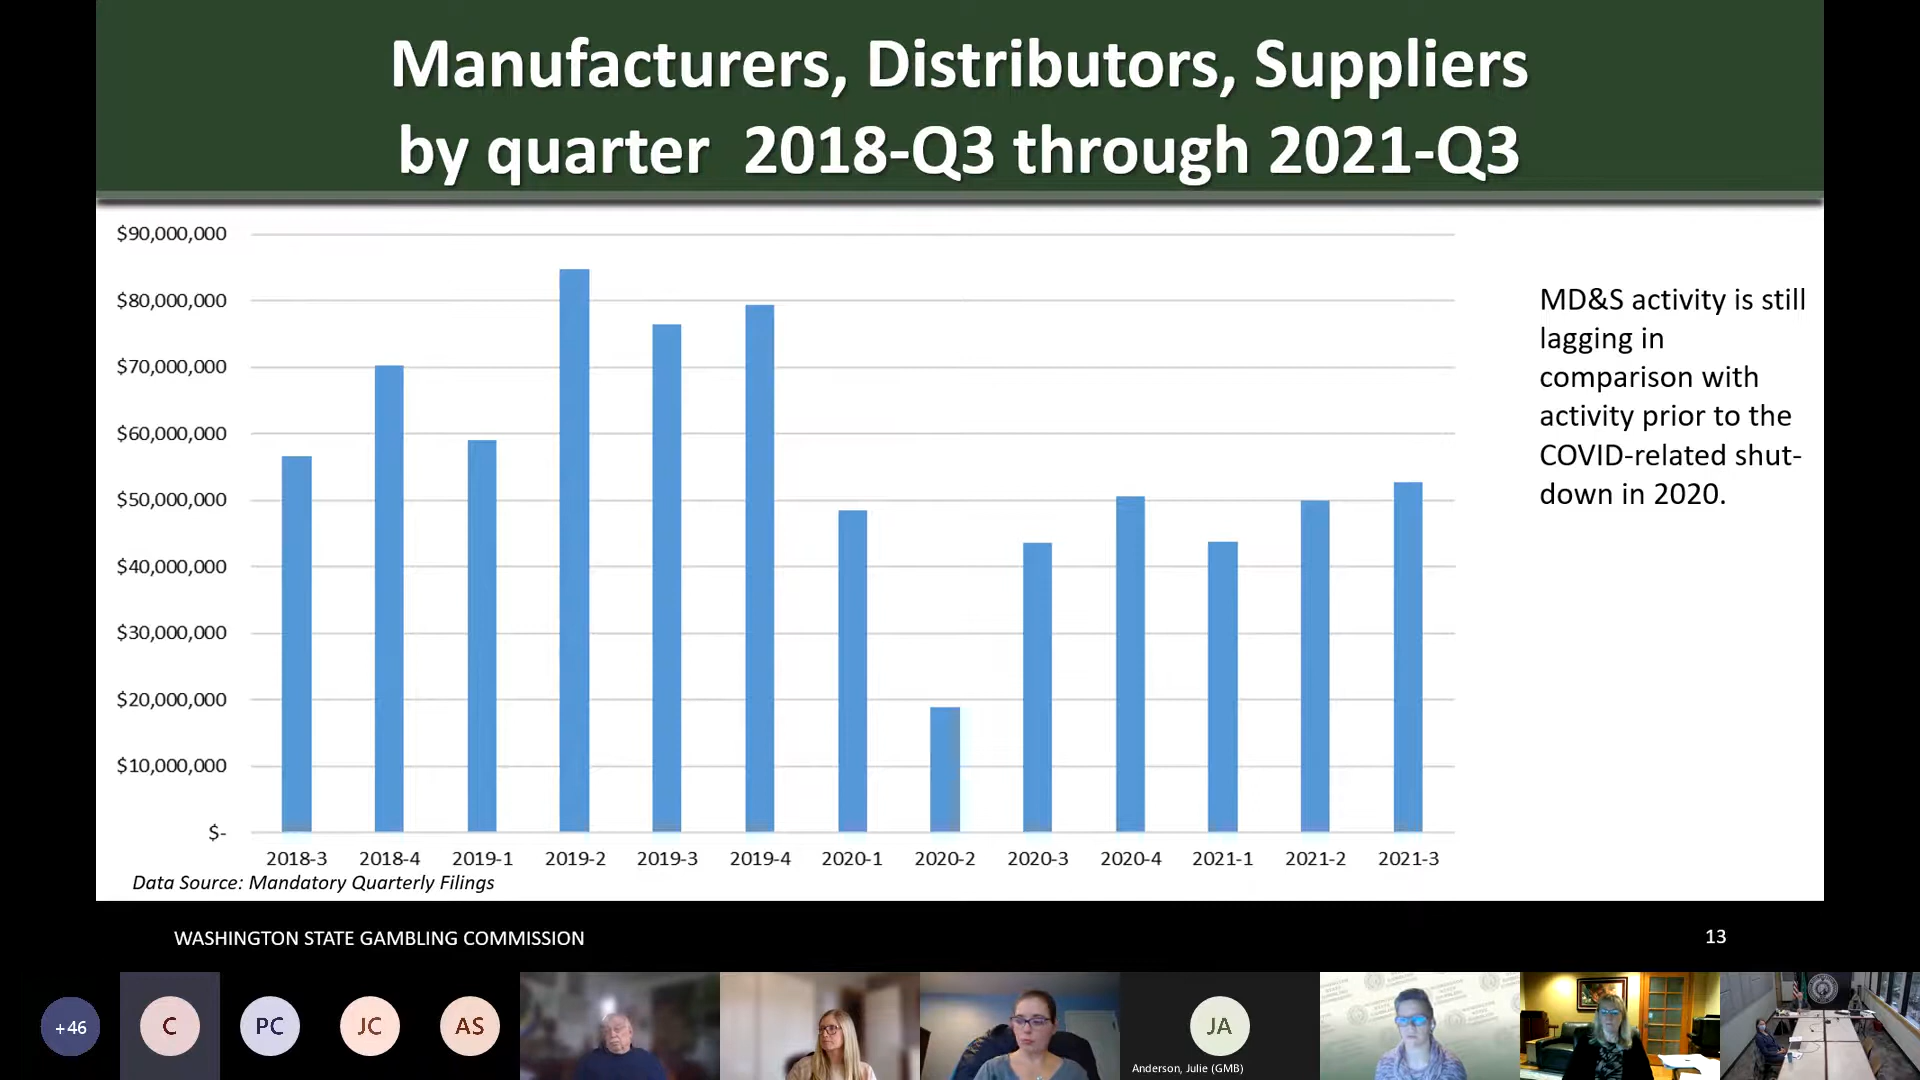 Manufacturers, Distributors, Suppliers
by quarter 2018-Q3 through 2021-Q3
$90,000,000
$80,000,000
$70,000,000
$60,000,000
$50,000,000
$40,000,000
$30,000,000
$20,000,000
$10,000,000
$-
2018-3 2018-4 2019-1 2019-2 2019-3 2019-4 2020-1 2020-2 2020-3 2020-4 2021-1 2021-2 2021-3
Data Source: Mandatory Quarterly Filings
MD&S activity is still
lagging in
comparison with
activity prior to the
COVID-related shut-
down in 2020.
WASHINGTON STATE GAMBLING COMMISSION 13
+46 C PC JC AS JA
Anderson, Julie (GMB)